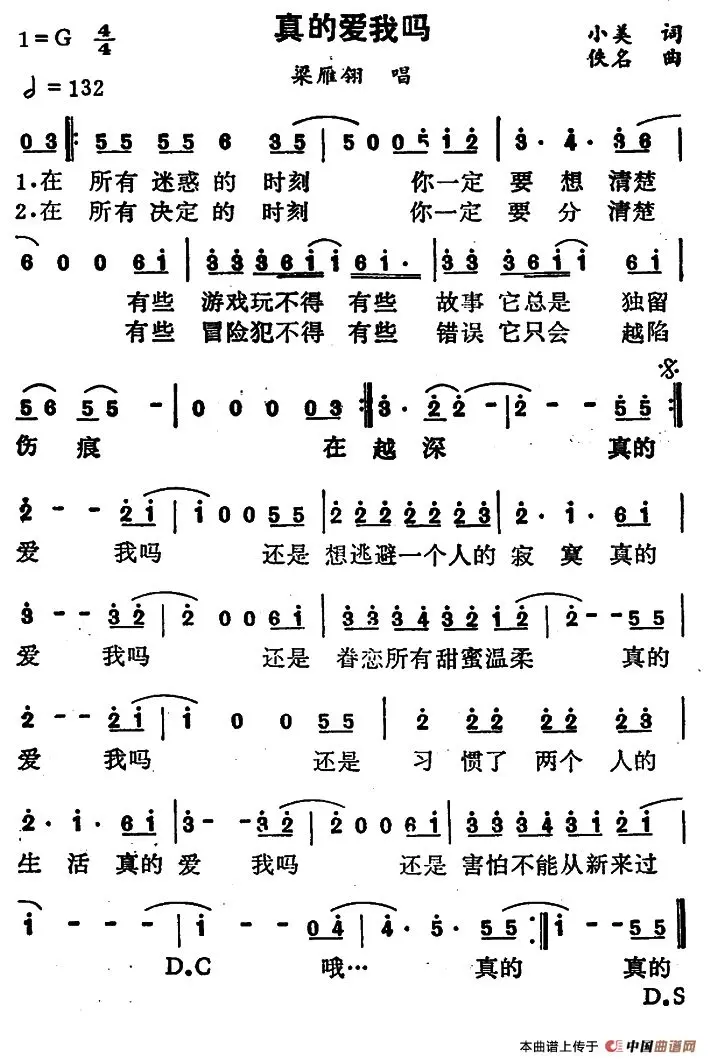 真的爱我吗
1=G 4/4
小美 词
佚名 曲
♩=132
梁雁翎 唱
03 ‖: 55 55 6 35 | 5 0 0 0 5 1 2 | 3· 4· 3 6 |
1.在 所有 迷惑 的 时刻 你一定 要 想 清楚
2.在 所有 决定 的 时刻 你一定 要 分 清楚
6 0 0 6 1 | 3 3 3 6 1 1 6 1· | 3 3 3 6 1 1 6 1 |
有些 游戏玩不得 有些 故事 它总是 独留
有些 冒险犯不得 有些 错误 它只会 越陷
5 6 5 5 - | 0 0 0 0 3 :‖ 3· 2 2 - | 2 - 5 5 :‖
伤 痕 在 越 深 真的
2 - - 2 1 | 1 0 0 5 5 | 2 2 2 2 2 2 3 | 2· 1· 6 1 |
爱 我吗 还是 想逃避一个人的 寂 寞 真的
3 - - 3 2 | 2 0 0 6 1 | 3 3 3 4 3 2 1 2 | 2 - 5 5 |
爱 我吗 还是 眷恋所有甜蜜温柔 真的
2 - - 2 1 | 1 0 0 5 5 | 2 2 2 2 2 2 3 |
爱 我吗 还是 习 惯了 两个 人的
2· 1· 6 1 | 3 - - 3 2 | 2 0 0 6 1 | 3 3 3 4 3 1 2 1 |
生 活 真的 爱 我吗 还是 害怕不能从新来过
1 - - - | 1 - - 0 4 | 4· 5· 5 5 :‖ 1 - - 5 5 ‖
D.C 哦… 真的 真的
D.S
本曲谱上传于 中国曲谱网